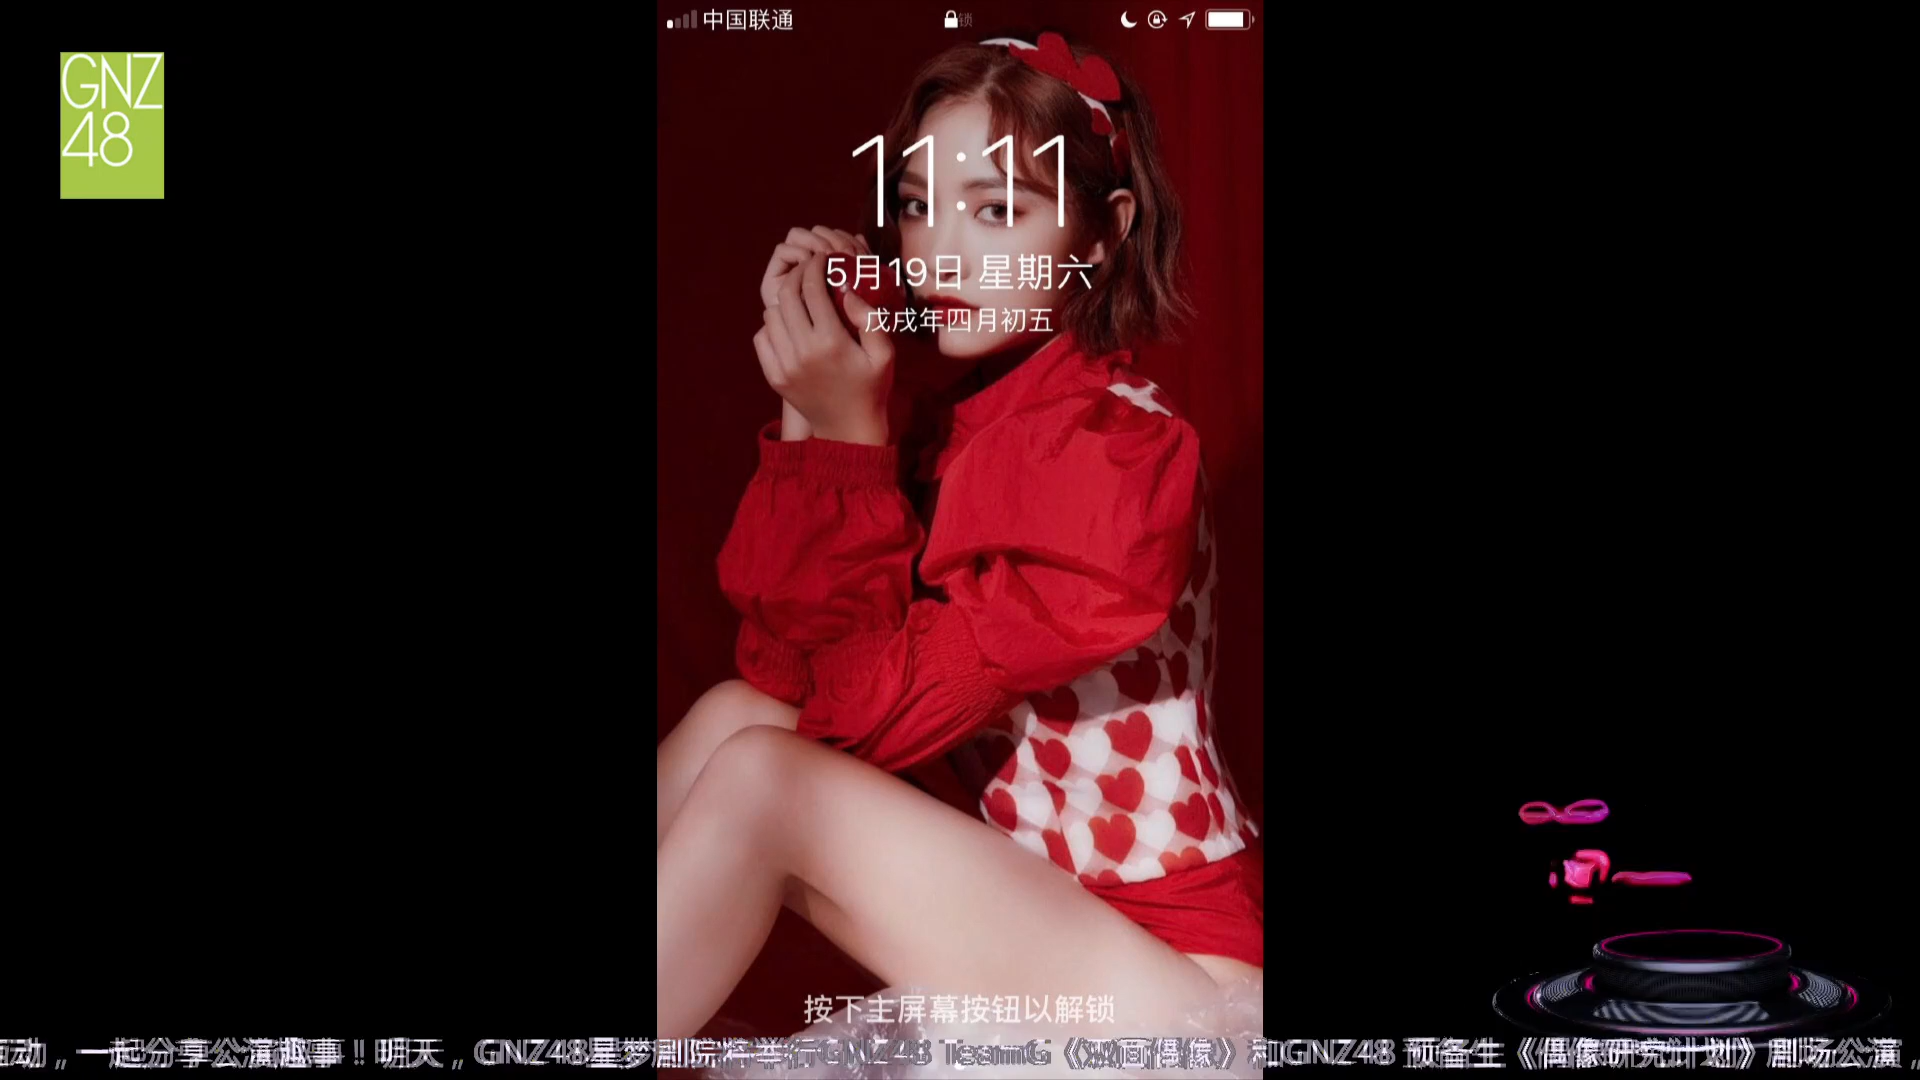 中国联通
GNZ
48
11:11
5月19日 星期六
戊戌年四月初五
按下主屏幕按钮以解锁
动，一起分享公演趣事！明天，GNZ48星梦剧院将举行GNZ48 TeamG《双面偶像》和GNZ48 预备生《偶像研究计划》剧场公演，